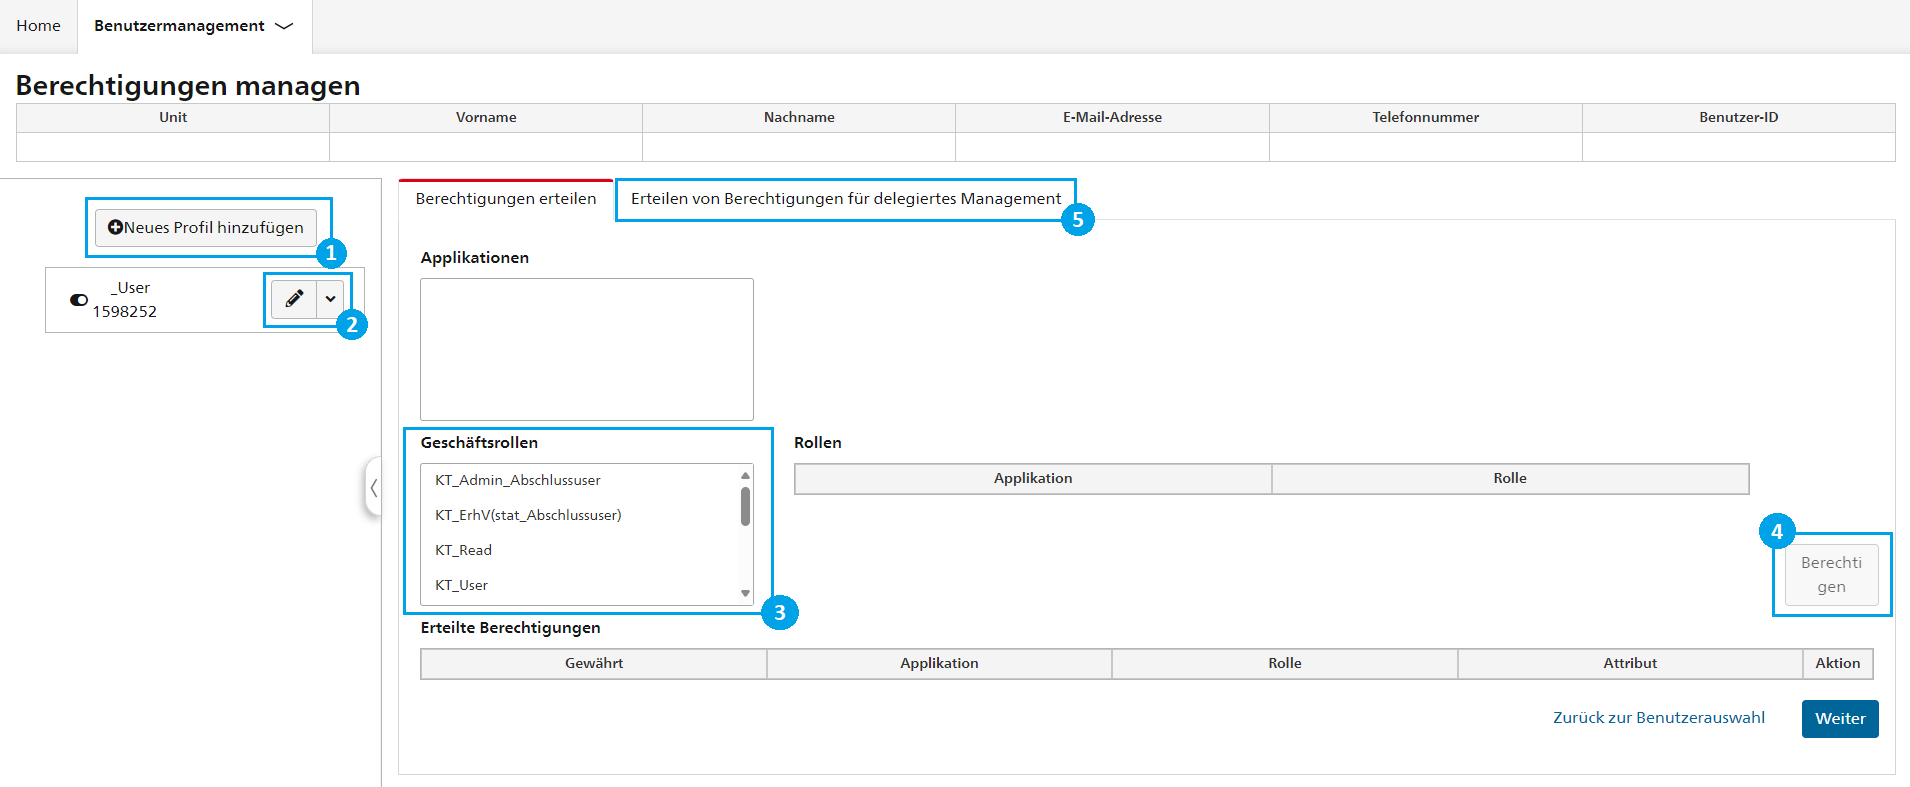 Home
Benutzermanagement
Berechtigungen managen
Unit Vorname Nachname E-Mail-Adresse Telefonnummer Benutzer-ID
Neues Profil hinzufügen
1
_User
1598252
2
Berechtigungen erteilen
Erteilen von Berechtigungen für delegiertes Management
5
Applikationen
Geschäftsrollen
KT_Admin_Abschlussuser
KT_ErhV(stat_Abschlussuser)
KT_Read
KT_User
3
Rollen
Applikation Rolle
4
Berechti
gen
Erteilte Berechtigungen
Gewährt Applikation Rolle Attribut Aktion
Zurück zur Benutzerauswahl
Weiter